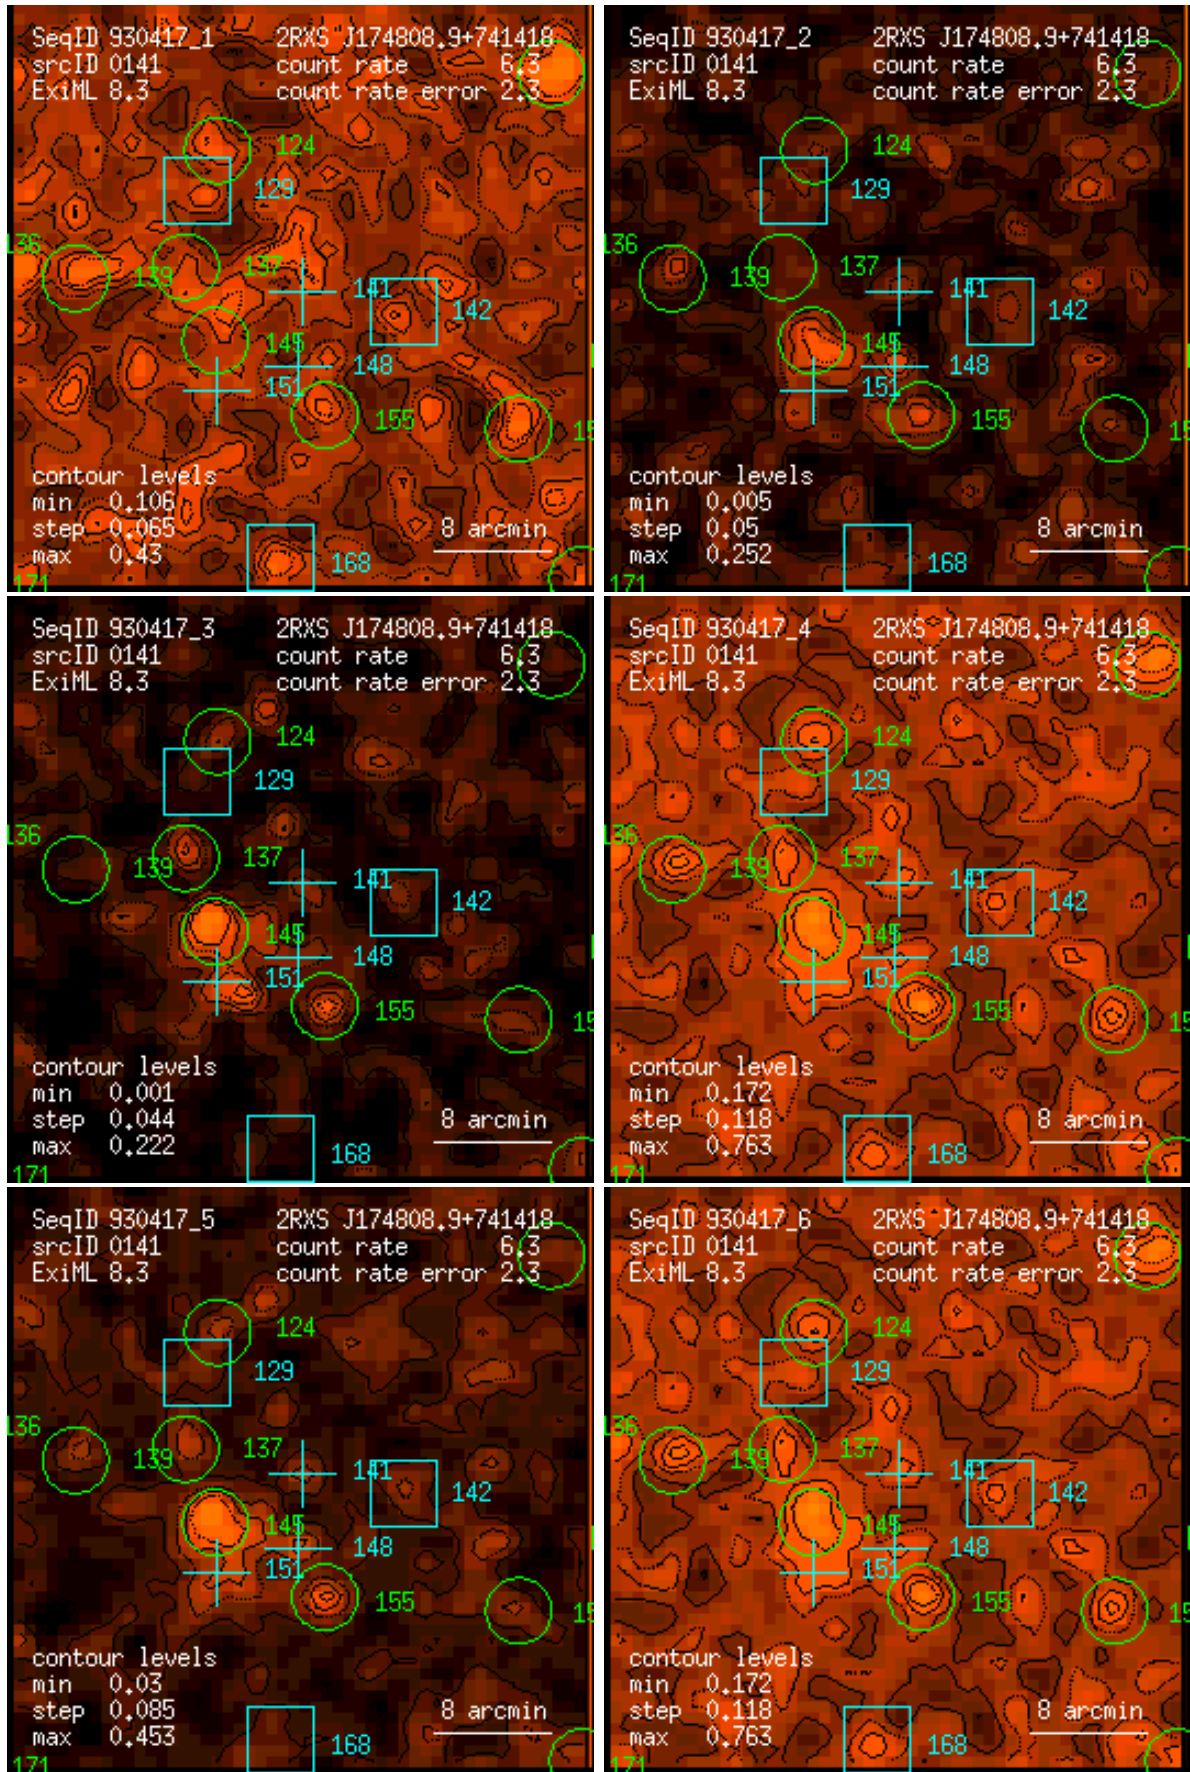 SeqID 930417_1 2RXS J174808.9+741418
srcID 0141 count rate 6.3
ExiML 8.3 count rate error 2.3
124
129
136
139 137
141
142
145
148
151
155
15
contour levels
min 0.106
step 0.065
max 0.43
8 arcmin
168
171
SeqID 930417_2 2RXS J174808.9+741418
srcID 0141 count rate 6.3
ExiML 8.3 count rate error 2.3
124
129
136
139 137
141
142
145
148
151
155
15
contour levels
min 0.005
step 0.05
max 0.252
8 arcmin
168
171
SeqID 930417_3 2RXS J174808.9+741418
srcID 0141 count rate 6.3
ExiML 8.3 count rate error 2.3
124
129
136
139 137
141
142
145
148
151
155
15
contour levels
min 0.001
step 0.044
max 0.222
8 arcmin
168
171
SeqID 930417_4 2RXS J174808.9+741418
srcID 0141 count rate 6.3
ExiML 8.3 count rate error 2.3
124
129
136
139 137
141
142
145
148
151
155
15
contour levels
min 0.172
step 0.118
max 0.763
8 arcmin
168
171
SeqID 930417_5 2RXS J174808.9+741418
srcID 0141 count rate 6.3
ExiML 8.3 count rate error 2.3
124
129
136
139 137
141
142
145
148
151
155
15
contour levels
min 0.03
step 0.085
max 0.453
8 arcmin
168
171
SeqID 930417_6 2RXS J174808.9+741418
srcID 0141 count rate 6.3
ExiML 8.3 count rate error 2.3
124
129
136
139 137
141
142
145
148
151
155
15
contour levels
min 0.172
step 0.118
max 0.763
8 arcmin
168
171